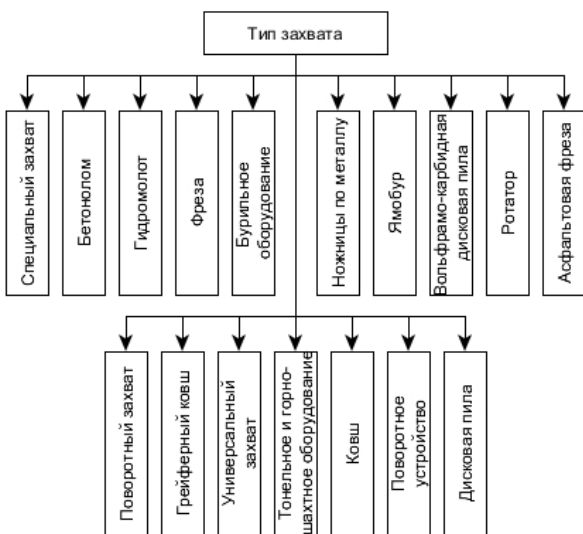 Тип захвата
Специальный захват
Бетонолом
Гидромолот
Фреза
Бурильное
оборудование
Ножницы по металлу
Ямобур
Вольфрамо-карбидная
дисковая пила
Ротатор
Асфальтовая фреза
Поворотный захват
Грейферный ковш
Универсальный
захват
Тонельное и горно-
шахтное оборудование
Ковш
Поворотное
устройство
Дисковая пила